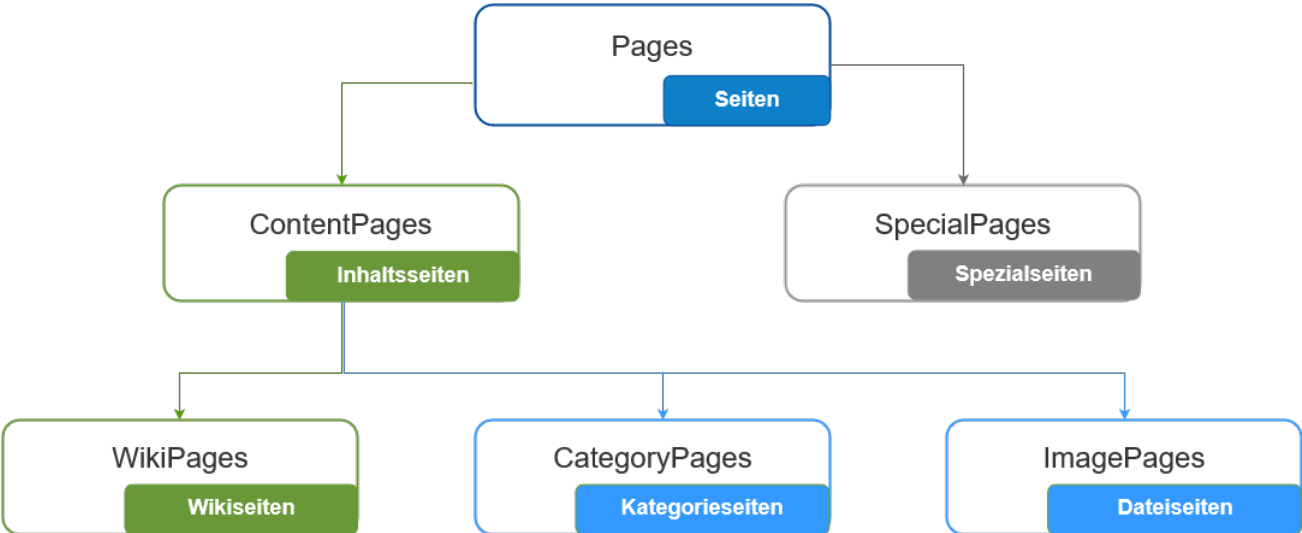 Pages
Seiten
ContentPages
Inhaltsseiten
SpecialPages
Spezialseiten
WikiPages
Wikiseiten
CategoryPages
Kategorieseiten
ImagePages
Dateiseiten